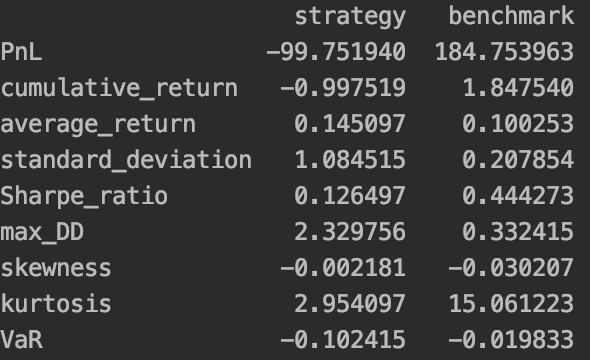 strategy benchmark
PnL -99.751940 184.753963
cumulative_return -0.997519 1.847540
average_return 0.145097 0.100253
standard_deviation 1.084515 0.207854
Sharpe_ratio 0.126497 0.444273
max_DD 2.329756 0.332415
skewness -0.002181 -0.030207
kurtosis 2.954097 15.061223
VaR -0.102415 -0.019833